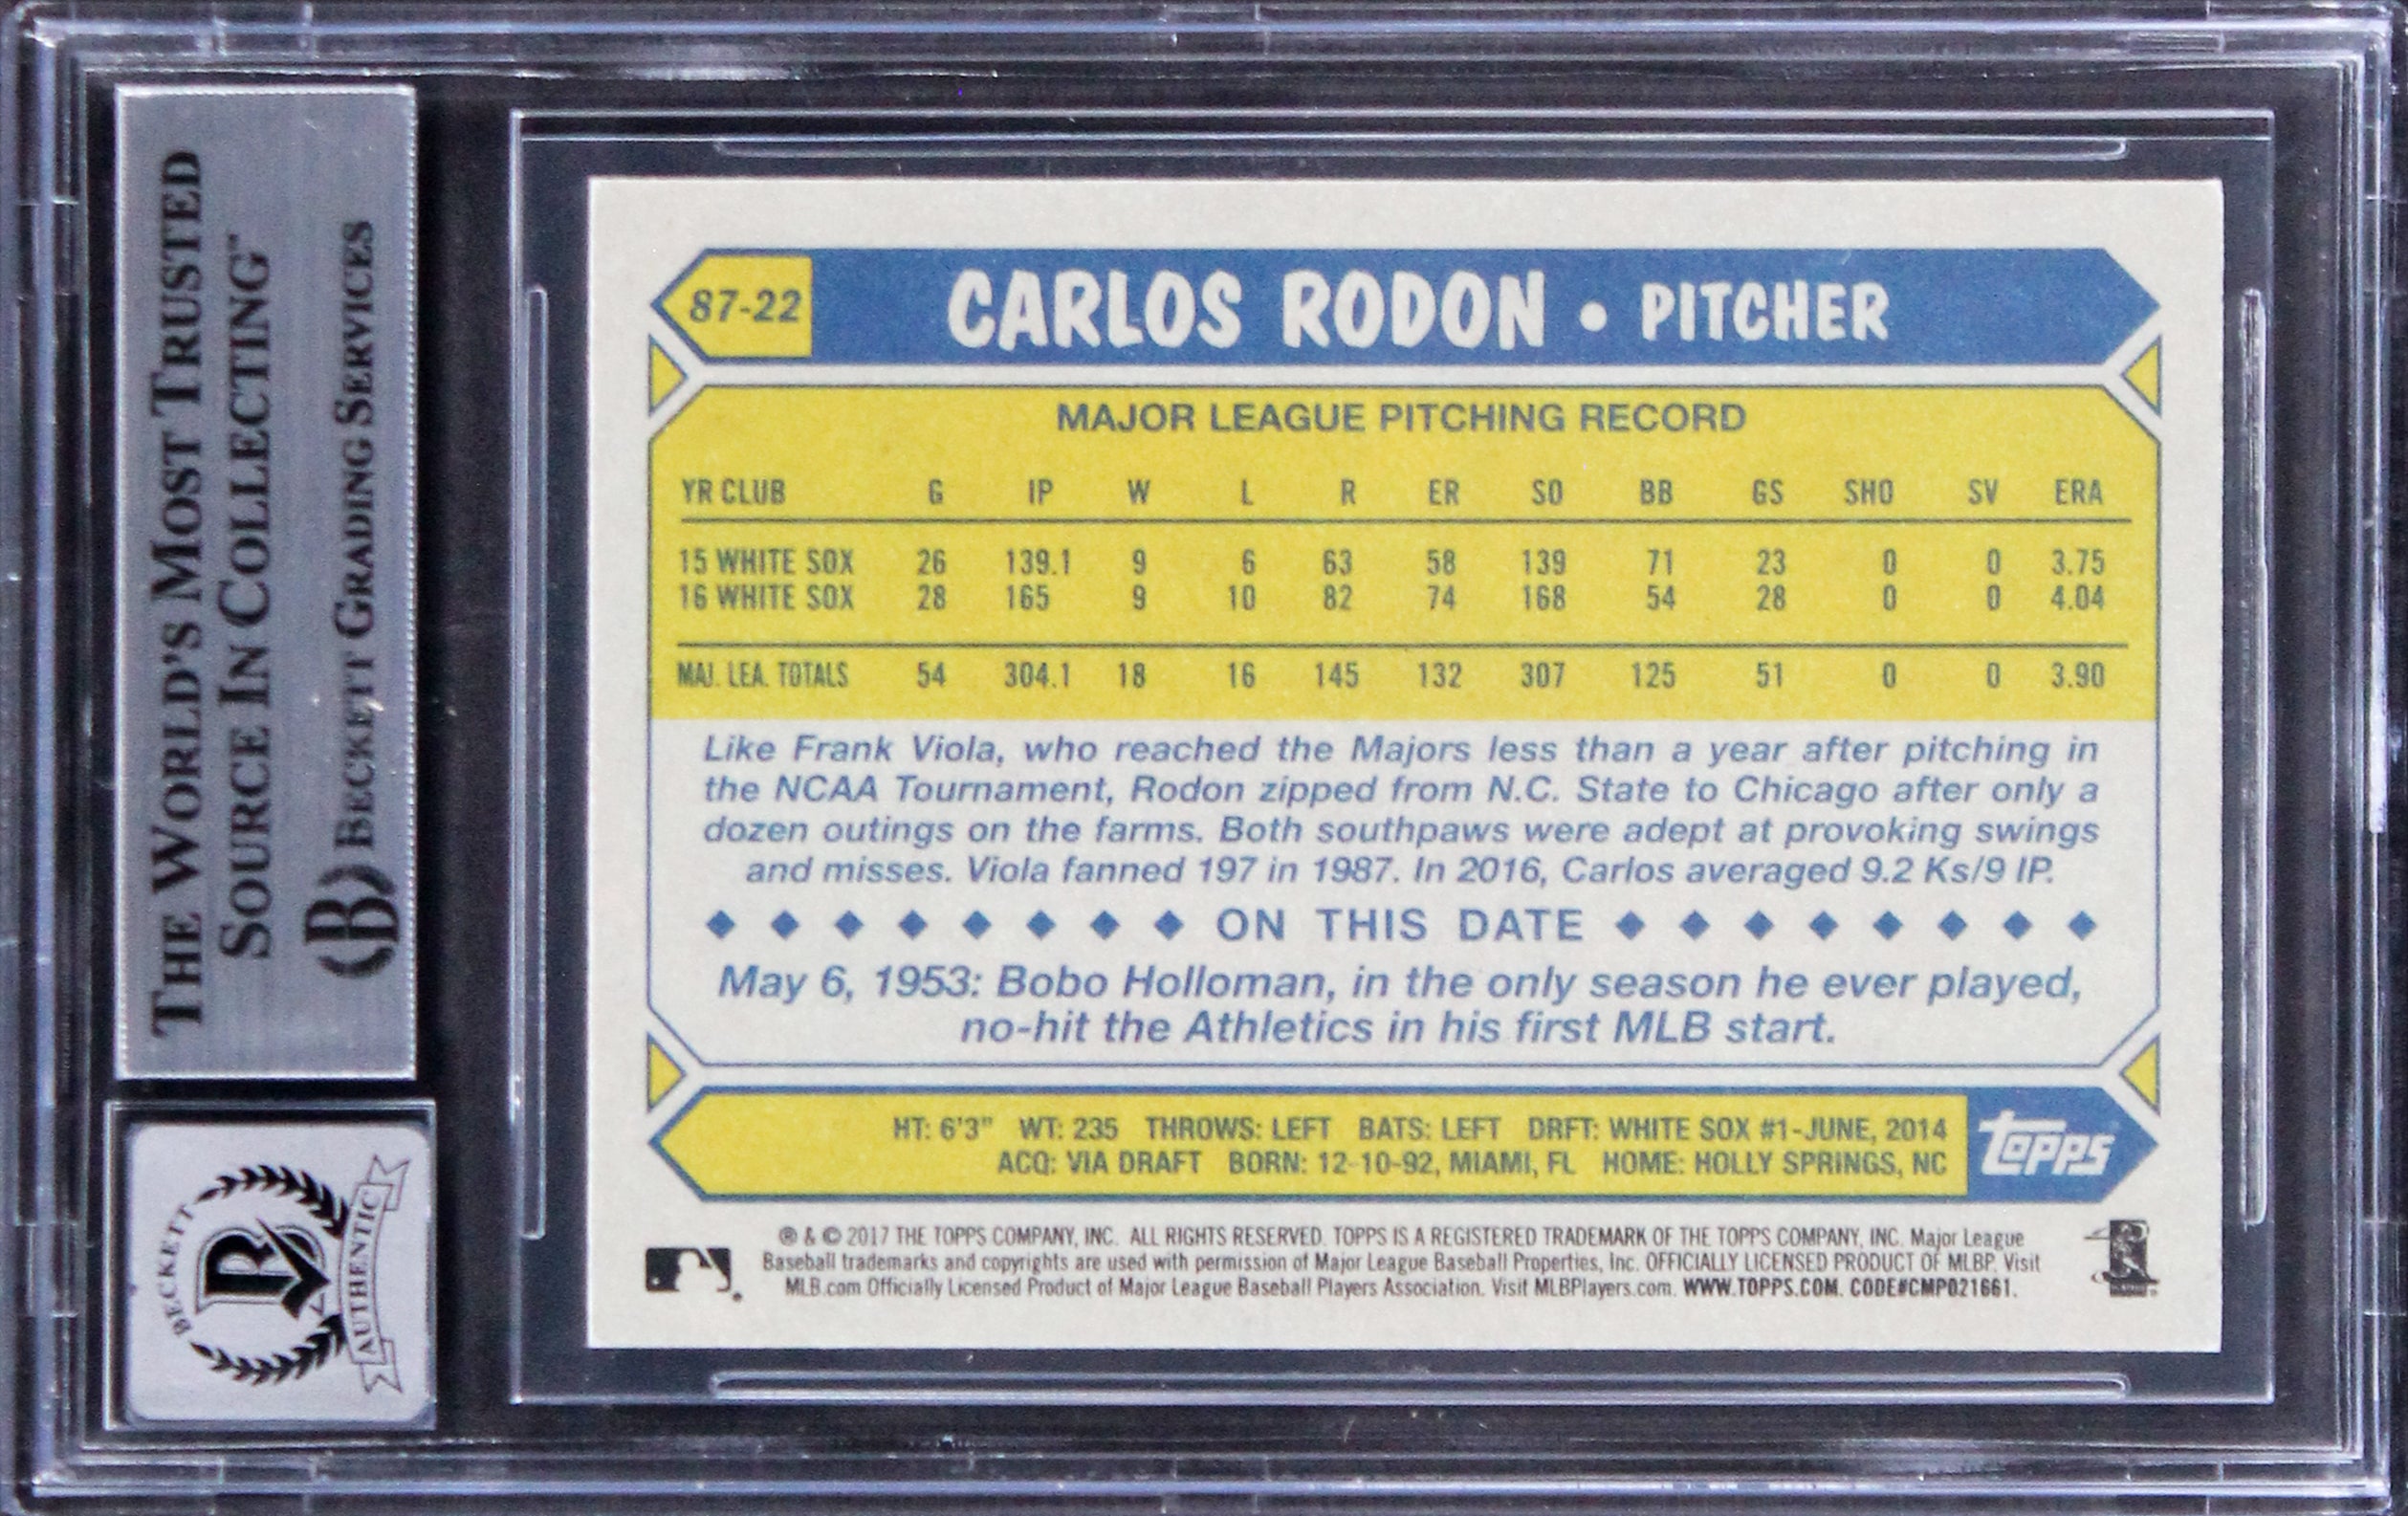 THE WORLD'S MOST TRUSTED
SOURCE IN COLLECTING™
BECKETT GRADING SERVICES
BECKETT
AUTHENTIC
87-22 CARLOS RODON • PITCHER
MAJOR LEAGUE PITCHING RECORD
YR CLUB G IP W L R ER SO BB GS SHO SV ERA
15 WHITE SOX 26 139.1 9 6 63 58 139 71 23 0 0 3.75
16 WHITE SOX 28 165 9 10 82 74 168 54 28 0 0 4.04
MAJ. LEA. TOTALS 54 304.1 18 16 145 132 307 125 51 0 0 3.90
Like Frank Viola, who reached the Majors less than a year after pitching in
the NCAA Tournament, Rodon zipped from N.C. State to Chicago after only a
dozen outings on the farms. Both southpaws were adept at provoking swings
and misses. Viola fanned 197 in 1987. In 2016, Carlos averaged 9.2 Ks/9 IP.
ON THIS DATE
May 6, 1953: Bobo Holloman, in the only season he ever played,
no-hit the Athletics in his first MLB start.
HT: 6'3" WT: 235 THROWS: LEFT BATS: LEFT DRFT: WHITE SOX #1-JUNE, 2014
ACQ: VIA DRAFT BORN: 12-10-92, MIAMI, FL HOME: HOLLY SPRINGS, NC
topps
® & © 2017 THE TOPPS COMPANY, INC. ALL RIGHTS RESERVED. TOPPS IS A REGISTERED TRADEMARK OF THE TOPPS COMPANY, INC. Major League
Baseball trademarks and copyrights are used with permission of Major League Baseball Properties, Inc. OFFICIALLY LICENSED PRODUCT OF MLBP. Visit
MLB.com Officially Licensed Product of Major League Baseball Players Association. Visit MLBPlayers.com. WWW.TOPPS.COM. CODE#CMP021661.